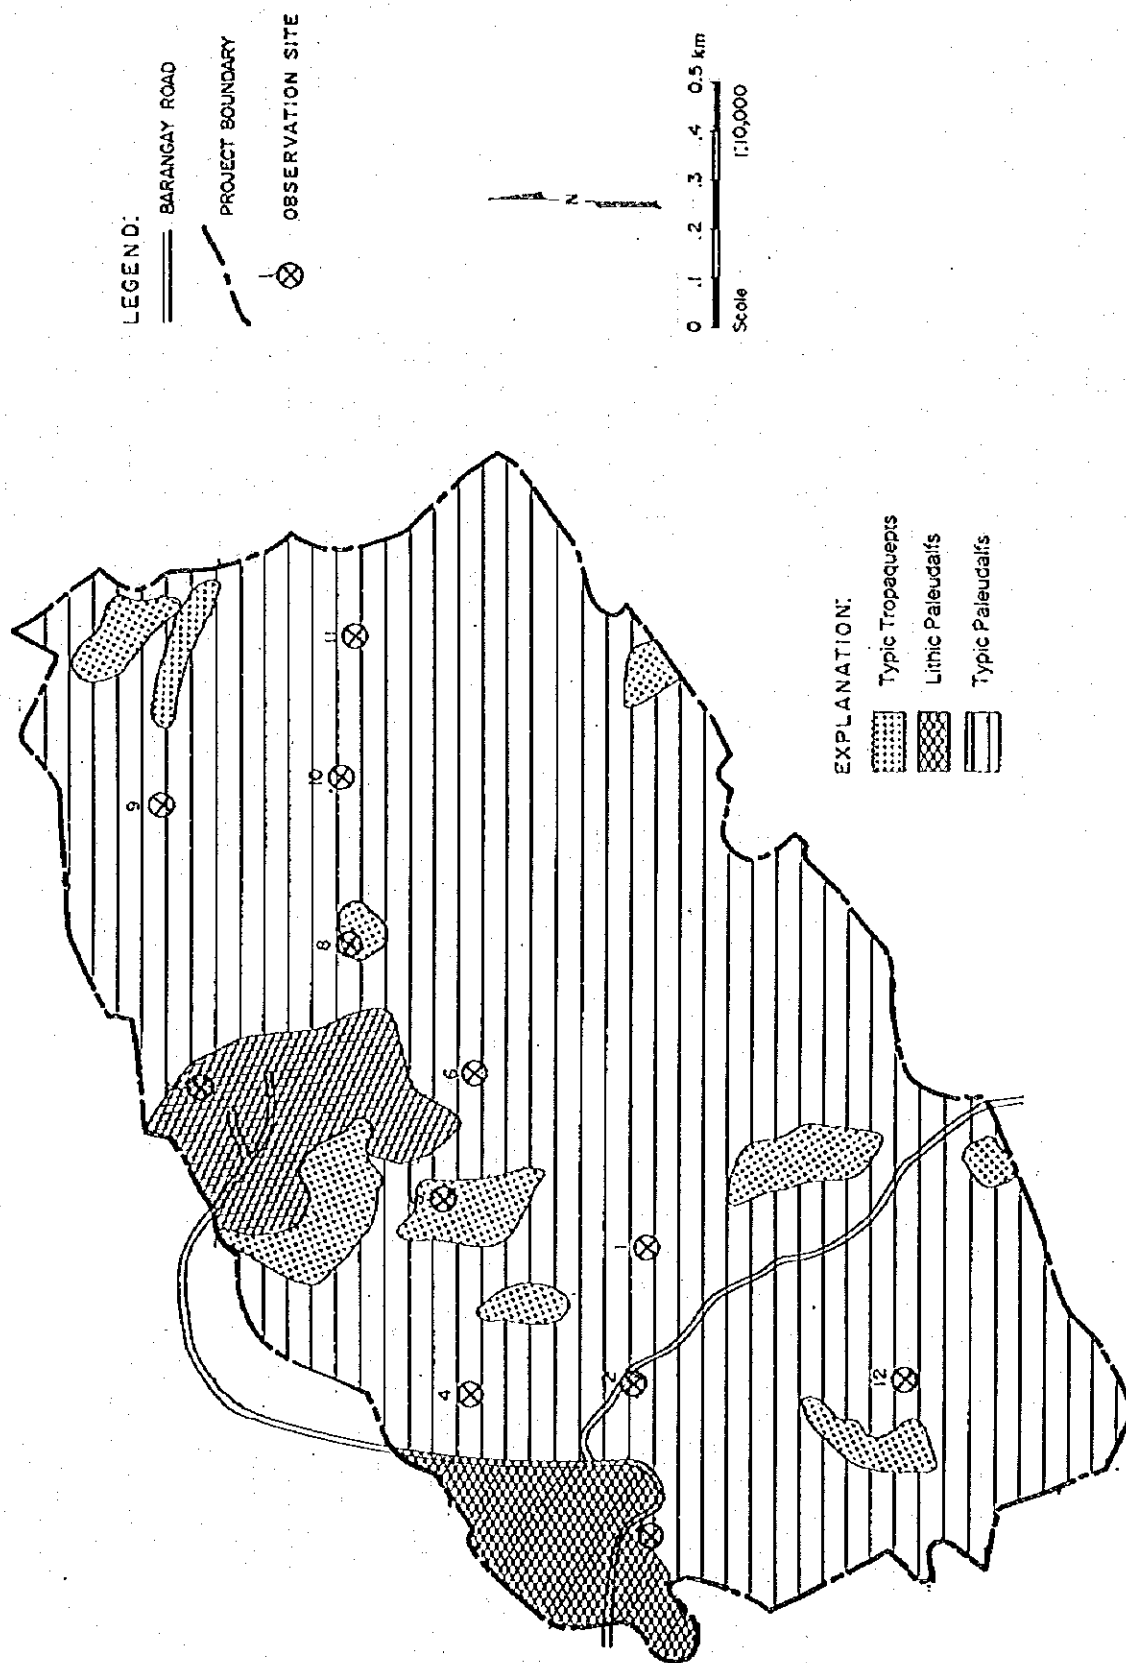 LEGEND:
BARANGAY ROAD
PROJECT BOUNDARY
1
OBSERVATION SITE
N
0 .1 .2 .3 .4 0.5 km
Scale
1:10,000
EXPLANATION:
Typic Tropaquepts
Lithic Paleudalfs
Typic Paleudalfs
9
11
10
8
6
1
4
2
12